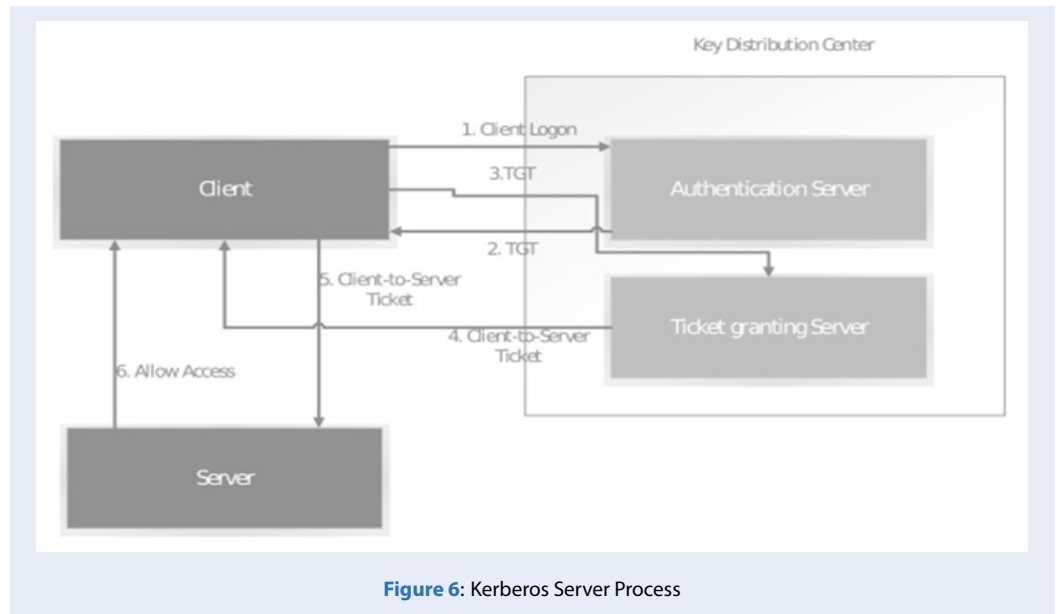 Key Distribution Center
1. Client Logon
Client
3.TGT
Authentication Server
2. TGT
5. Client-to-Server
Ticket
Ticket granting Server
4. Client-to-Server
Ticket
6. Allow Access
Server
Figure 6: Kerberos Server Process